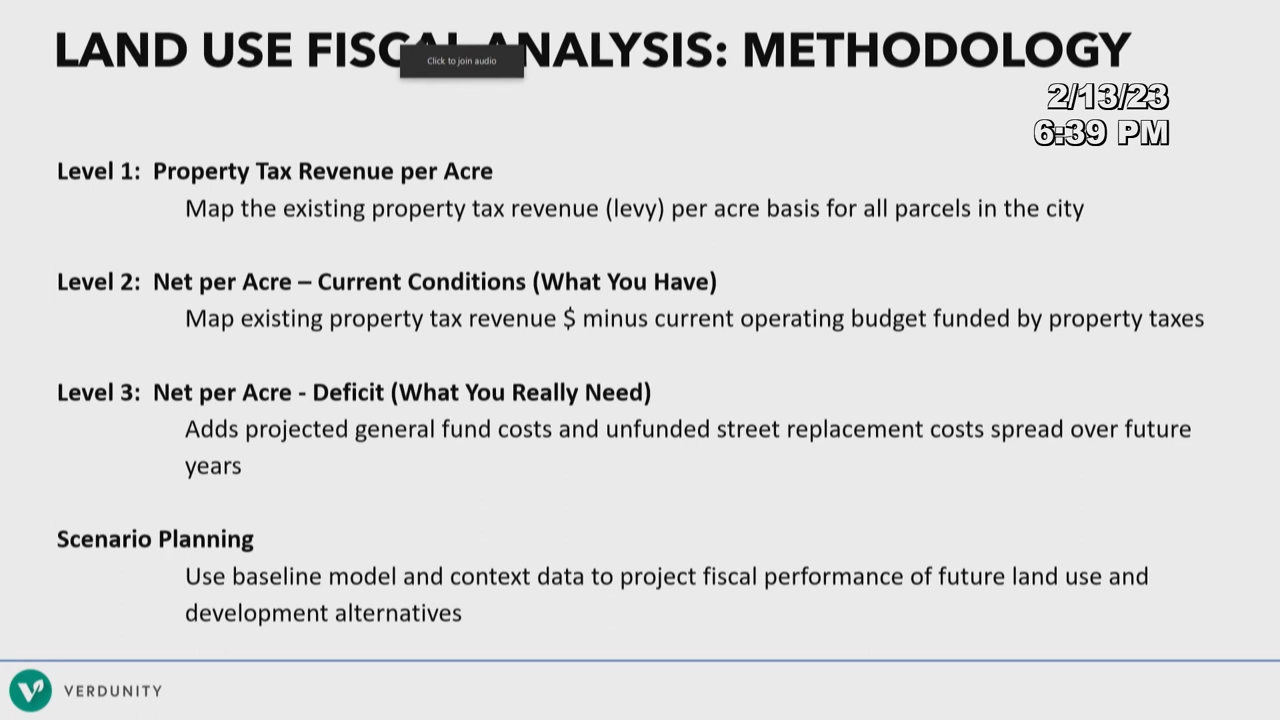 LAND USE FISCAL ANALYSIS: METHODOLOGY
Click to join audio
2/13/23
6:39 PM
Level 1: Property Tax Revenue per Acre
Map the existing property tax revenue (levy) per acre basis for all parcels in the city
Level 2: Net per Acre – Current Conditions (What You Have)
Map existing property tax revenue $ minus current operating budget funded by property taxes
Level 3: Net per Acre - Deficit (What You Really Need)
Adds projected general fund costs and unfunded street replacement costs spread over future
years
Scenario Planning
Use baseline model and context data to project fiscal performance of future land use and
development alternatives
VERDUNITY